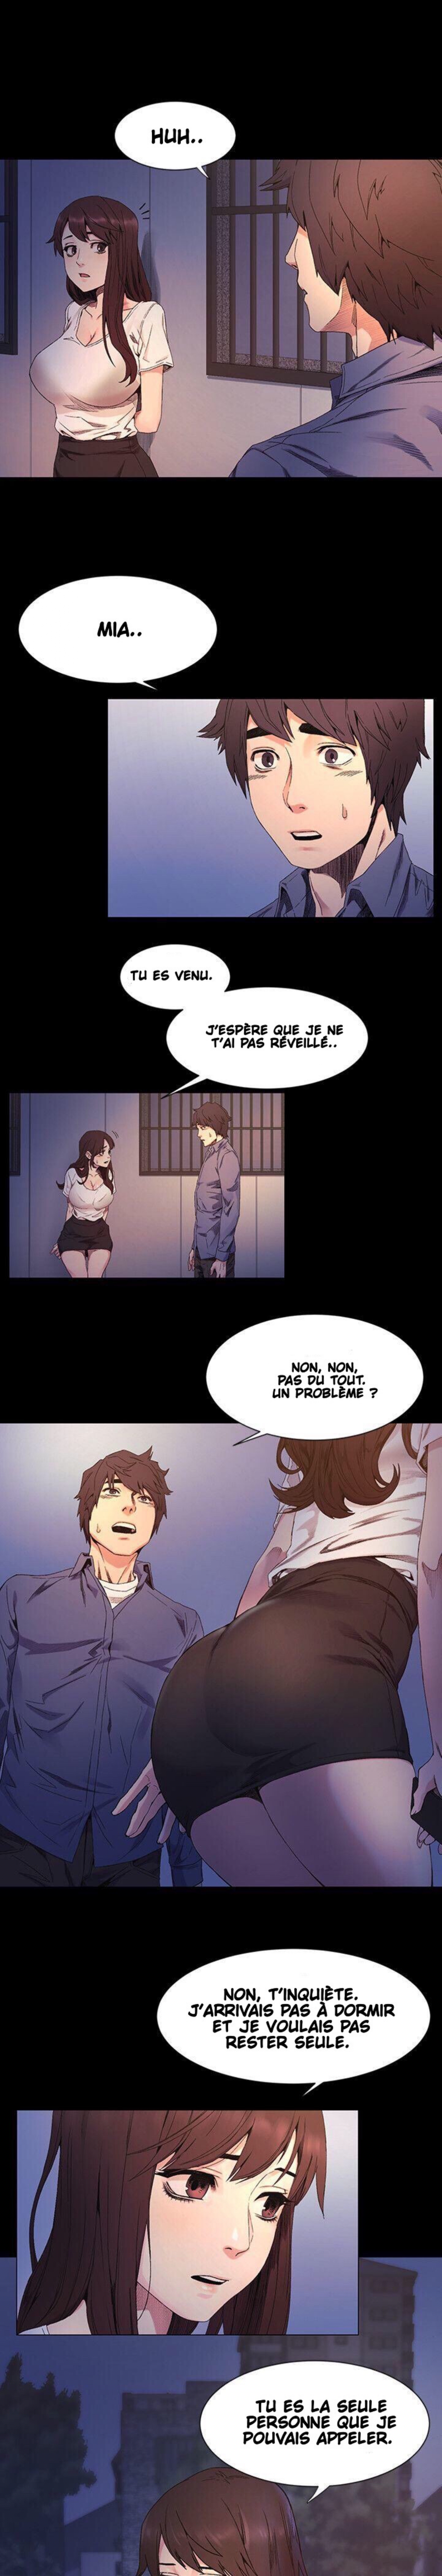 HUH..
MIA..
TU ES VENU.
J'ESPÈRE QUE JE NE
T'AI PAS RÉVEILLÉ..
NON, NON,
PAS DU TOUT.
UN PROBLÈME ?
NON, T'INQUIÈTE.
J'ARRIVAIS PAS À DORMIR
ET JE VOULAIS PAS
RESTER SEULE.
TU ES LA SEULE
PERSONNE QUE JE
POUVAIS APPELER.